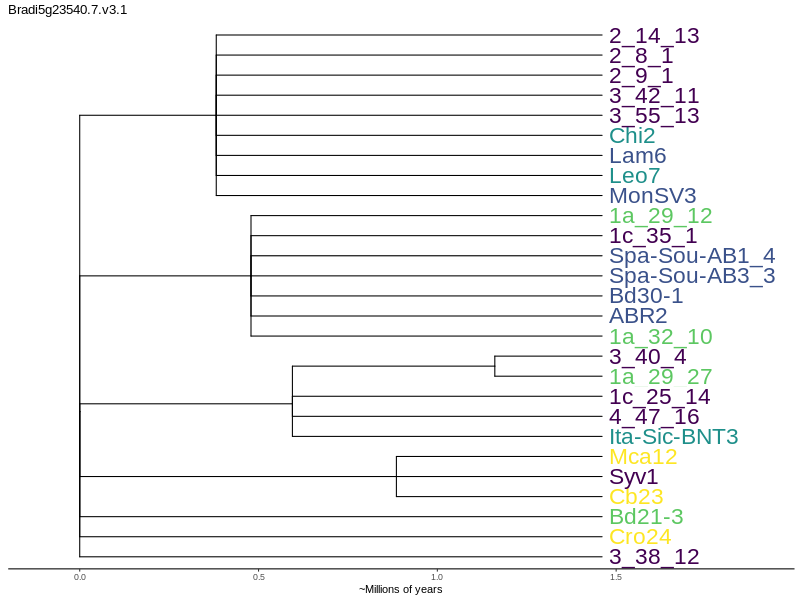 Bradi5g23540.7.v3.1
2_14_13
2_8_1
2_9_1
3_42_11
3_55_13
Chi2
Lam6
Leo7
MonSV3
1a_29_12
1c_35_1
Spa-Sou-AB1_4
Spa-Sou-AB3_3
Bd30-1
ABR2
1a_32_10
3_40_4
1a_29_27
1c_25_14
4_47_16
Ita-Sic-BNT3
Mca12
Syv1
Cb23
Bd21-3
Cro24
3_38_12
0.0 0.5 1.0 1.5
~Millions of years